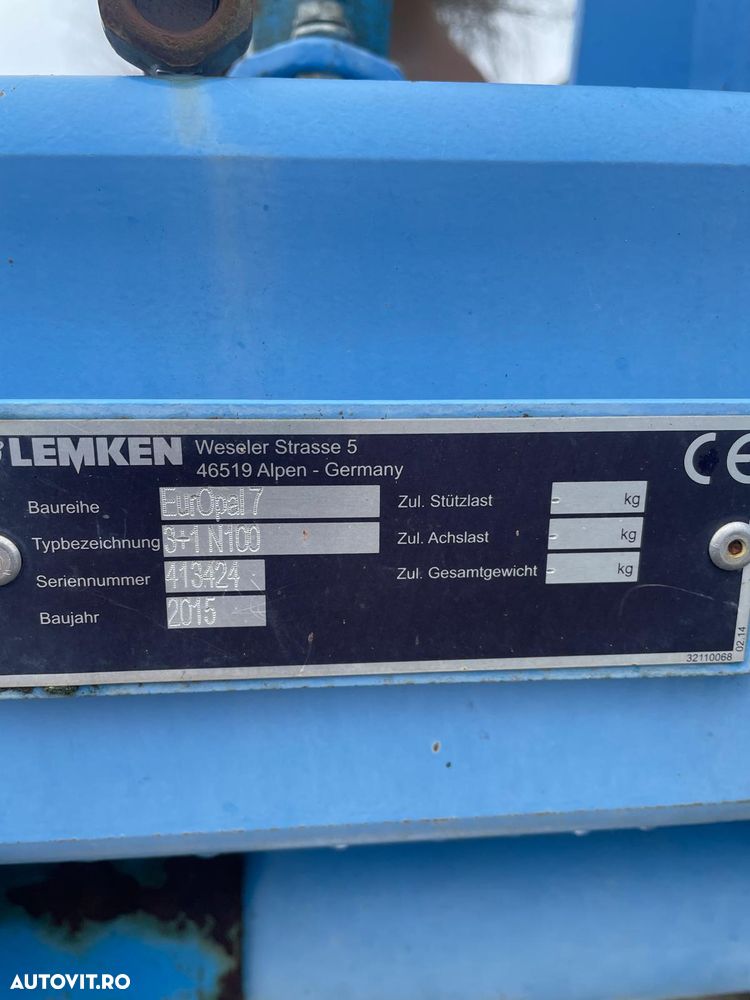 LEMKEN
Weseler Strasse 5
46519 Alpen - Germany
CE
Baureihe EurOpal 7
Typbezeichnung 3+1 N100
Seriennummer 413424
Baujahr 2015
Zul. Stützlast - kg
Zul. Achslast - kg
Zul. Gesamtgewicht - kg
32110068
02.14
AUTOVIT.RO